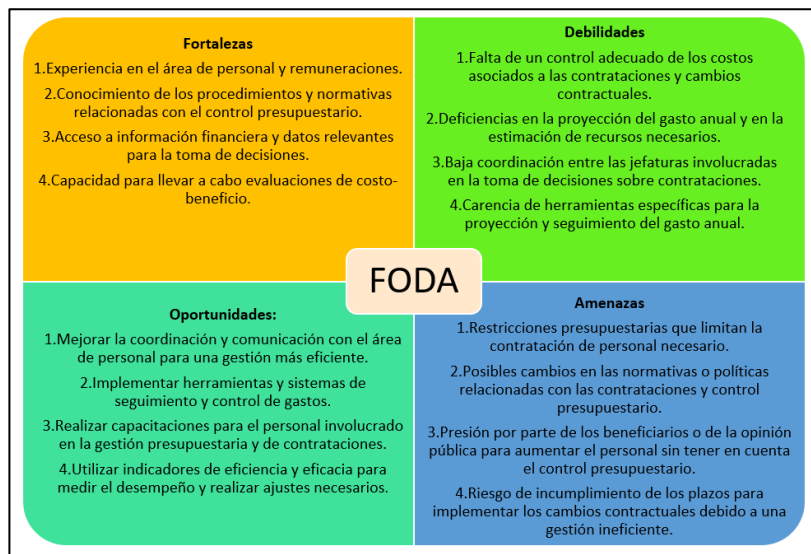 Fortalezas
1.Experiencia en el área de personal y remuneraciones.
2.Conocimiento de los procedimientos y normativas
relacionadas con el control presupuestario.
3.Acceso a información financiera y datos relevantes
para la toma de decisiones.
4.Capacidad para llevar a cabo evaluaciones de costo-
beneficio.
Debilidades
1.Falta de un control adecuado de los costos
asociados a las contrataciones y cambios
contractuales.
2.Deficiencias en la proyección del gasto anual y en la
estimación de recursos necesarios.
3.Baja coordinación entre las jefaturas involucradas
en la toma de decisiones sobre contrataciones.
4.Carencia de herramientas específicas para la
proyección y seguimiento del gasto anual.
FODA
Oportunidades:
1.Mejorar la coordinación y comunicación con el área
de personal para una gestión más eficiente.
2.Implementar herramientas y sistemas de
seguimiento y control de gastos.
3.Realizar capacitaciones para el personal involucrado
en la gestión presupuestaria y de contrataciones.
4.Utilizar indicadores de eficiencia y eficacia para
medir el desempeño y realizar ajustes necesarios.
Amenazas
1.Restricciones presupuestarias que limitan la
contratación de personal necesario.
2.Posibles cambios en las normativas o políticas
relacionadas con las contrataciones y control
presupuestario.
3.Presión por parte de los beneficiarios o de la opinión
pública para aumentar el personal sin tener en cuenta
el control presupuestario.
4.Riesgo de incumplimiento de los plazos para
implementar los cambios contractuales debido a una
gestión ineficiente.